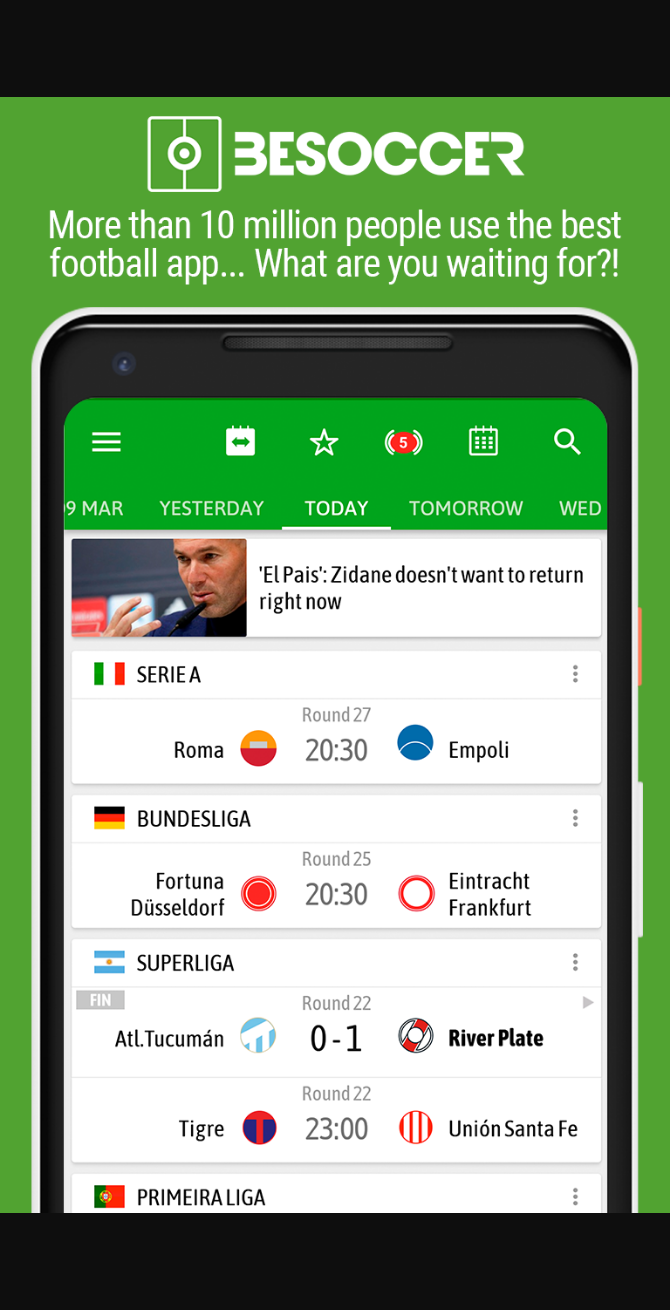 BESOCCER
More than 10 million people use the best
football app... What are you waiting for?!
5
9 MAR YESTERDAY TODAY TOMORROW WED
'El Pais': Zidane doesn't want to return
right now
SERIE A
Round 27
Roma 20:30 Empoli
BUNDESLIGA
Round 25
Fortuna
Düsseldorf
20:30
Eintracht
Frankfurt
SUPERLIGA
FIN
Round 22
Atl.Tucumán 0-1 River Plate
Round 22
Tigre 23:00 Unión Santa Fe
PRIMEIRA LIGA